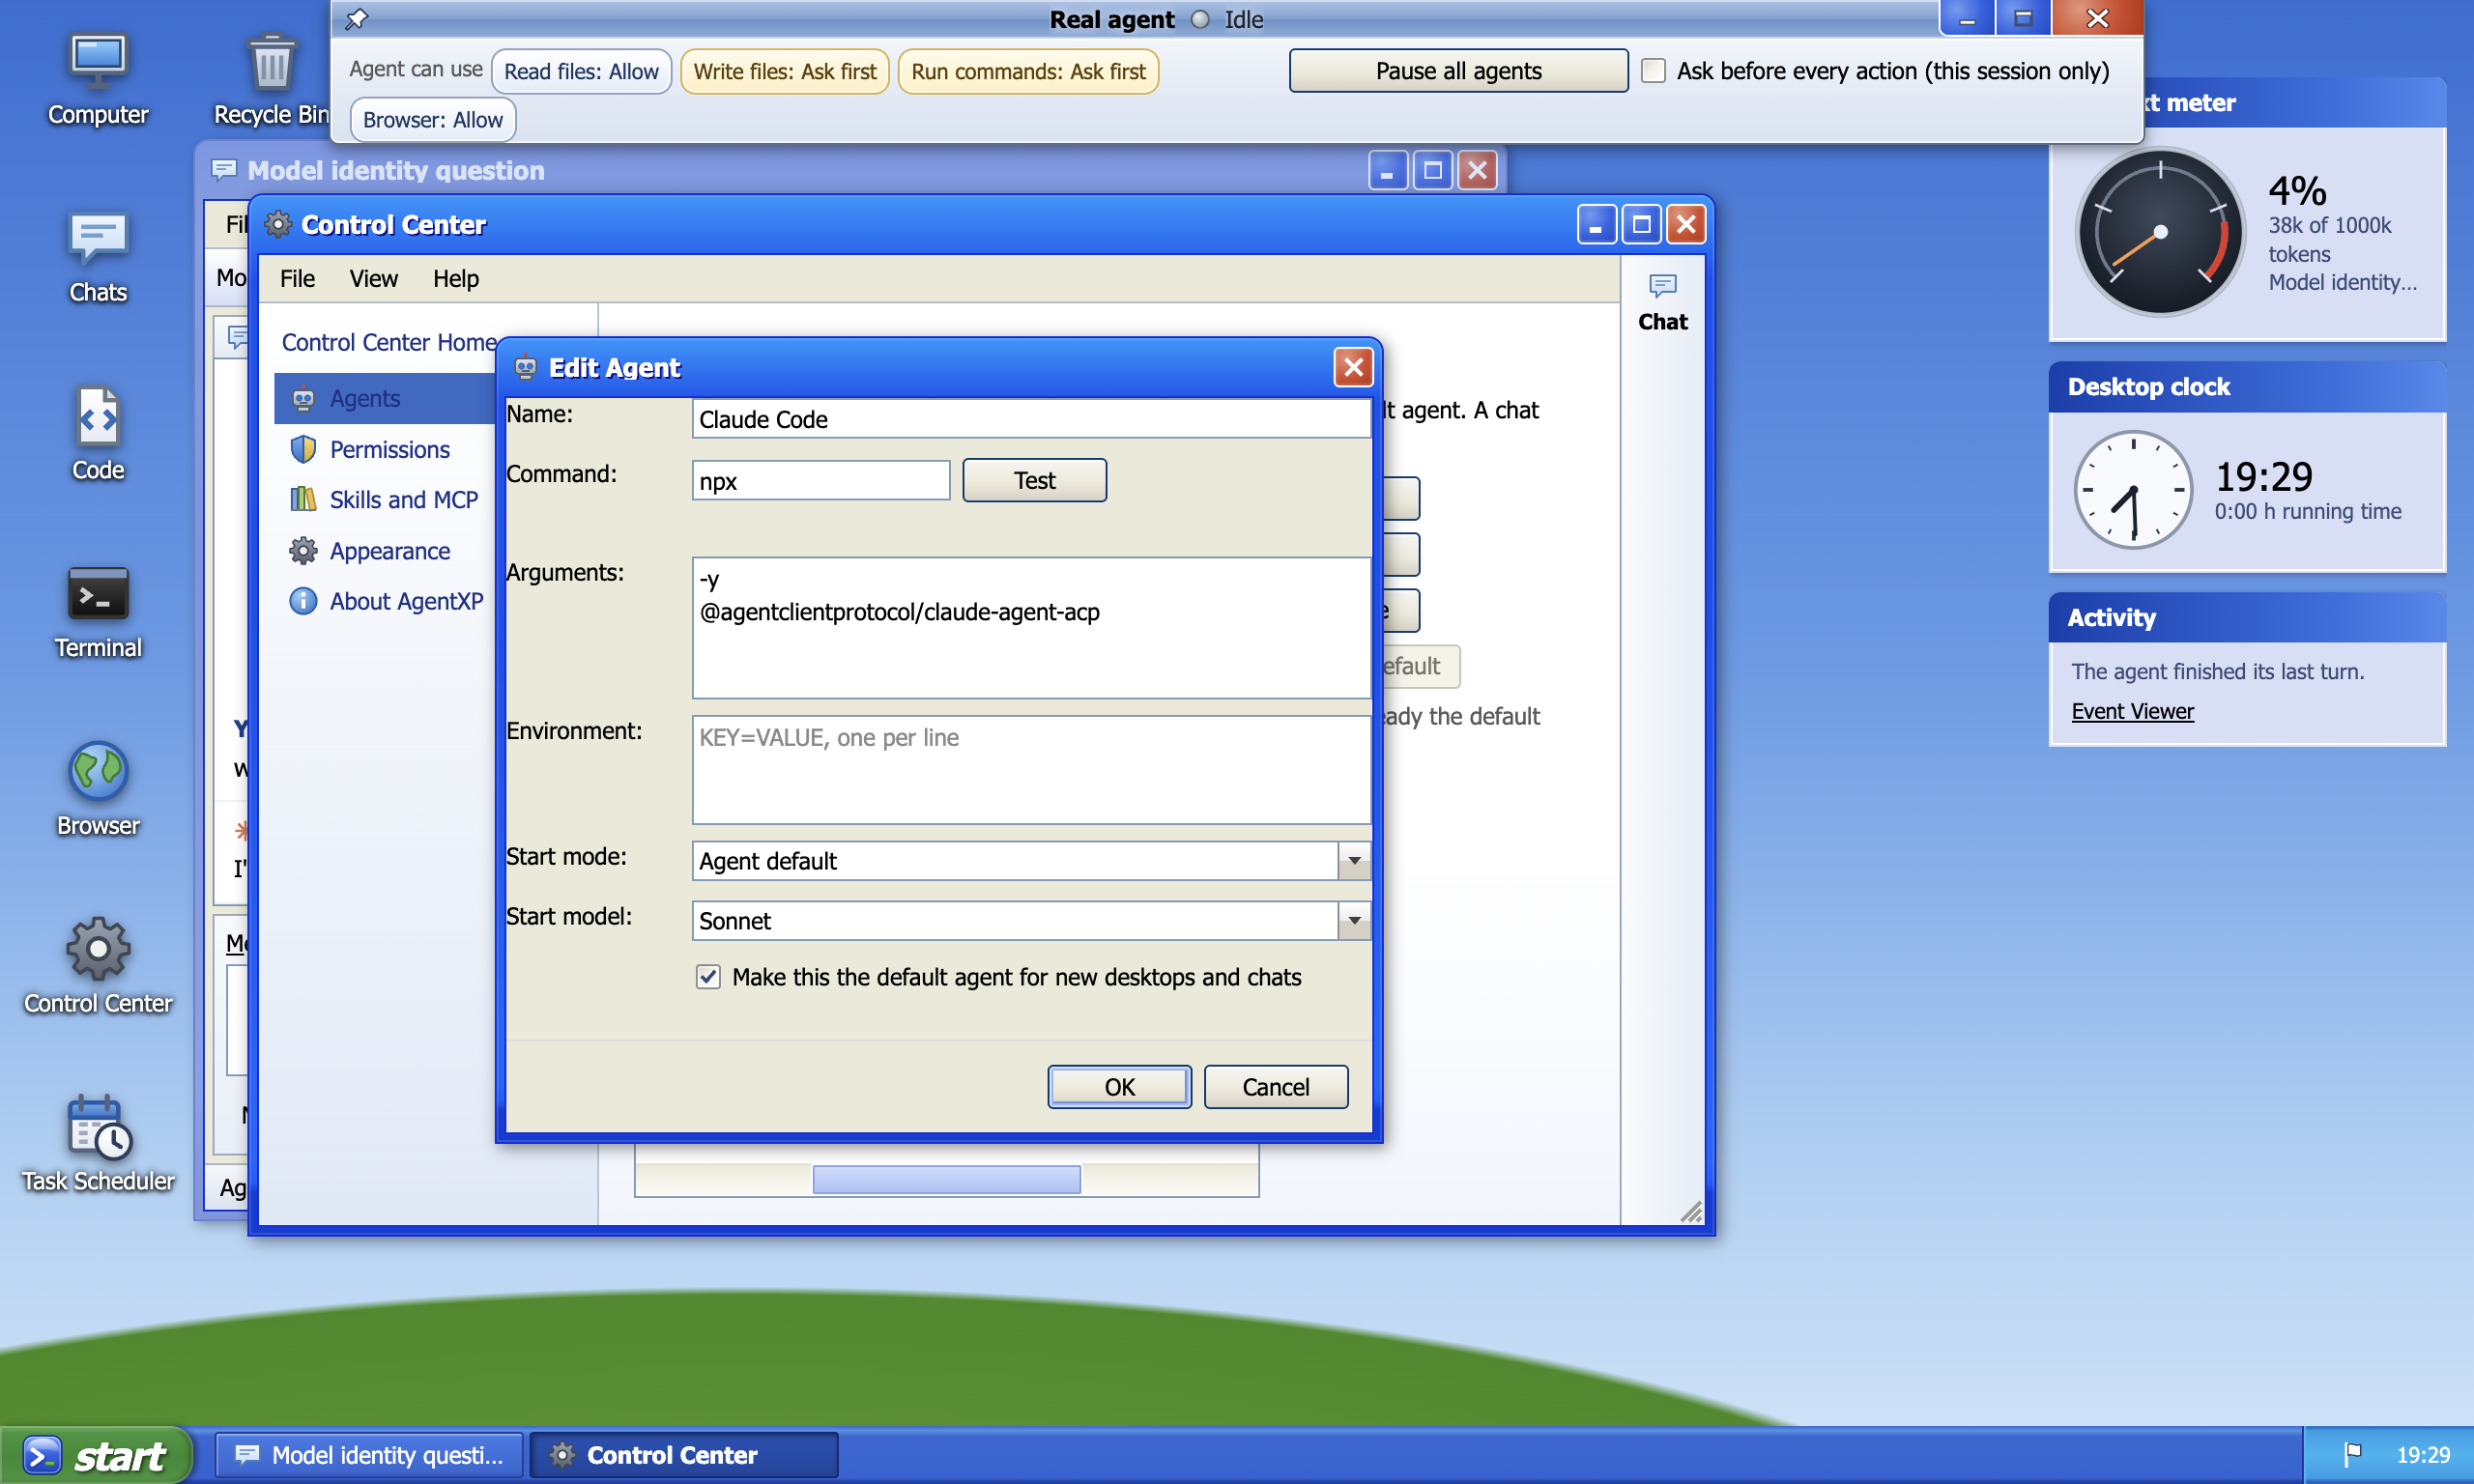 Real agent Idle
Agent can use Read files: Allow Write files: Ask first Run commands: Ask first
Browser: Allow
Pause all agents Ask before every action (this session only)
Computer
Recycle Bin
Chats
Code
Terminal
Browser
Control Center
Task Scheduler
Model identity question
Control Center
File View Help
Chat
Control Center Home
Agents
Permissions
Skills and MCP
Appearance
About AgentXP
agent. A chat
the default
Edit Agent
Name: Claude Code
Command: npx Test
Arguments: -y
@agentclientprotocol/claude-agent-acp
Environment: KEY=VALUE, one per line
Start mode: Agent default
Start model: Sonnet
Make this the default agent for new desktops and chats
OK Cancel
meter
4%
38k of 1000k
tokens
Model identity...
Desktop clock
19:29
0:00 h running time
Activity
The agent finished its last turn.
Event Viewer
start
Model identity questi...
Control Center
19:29